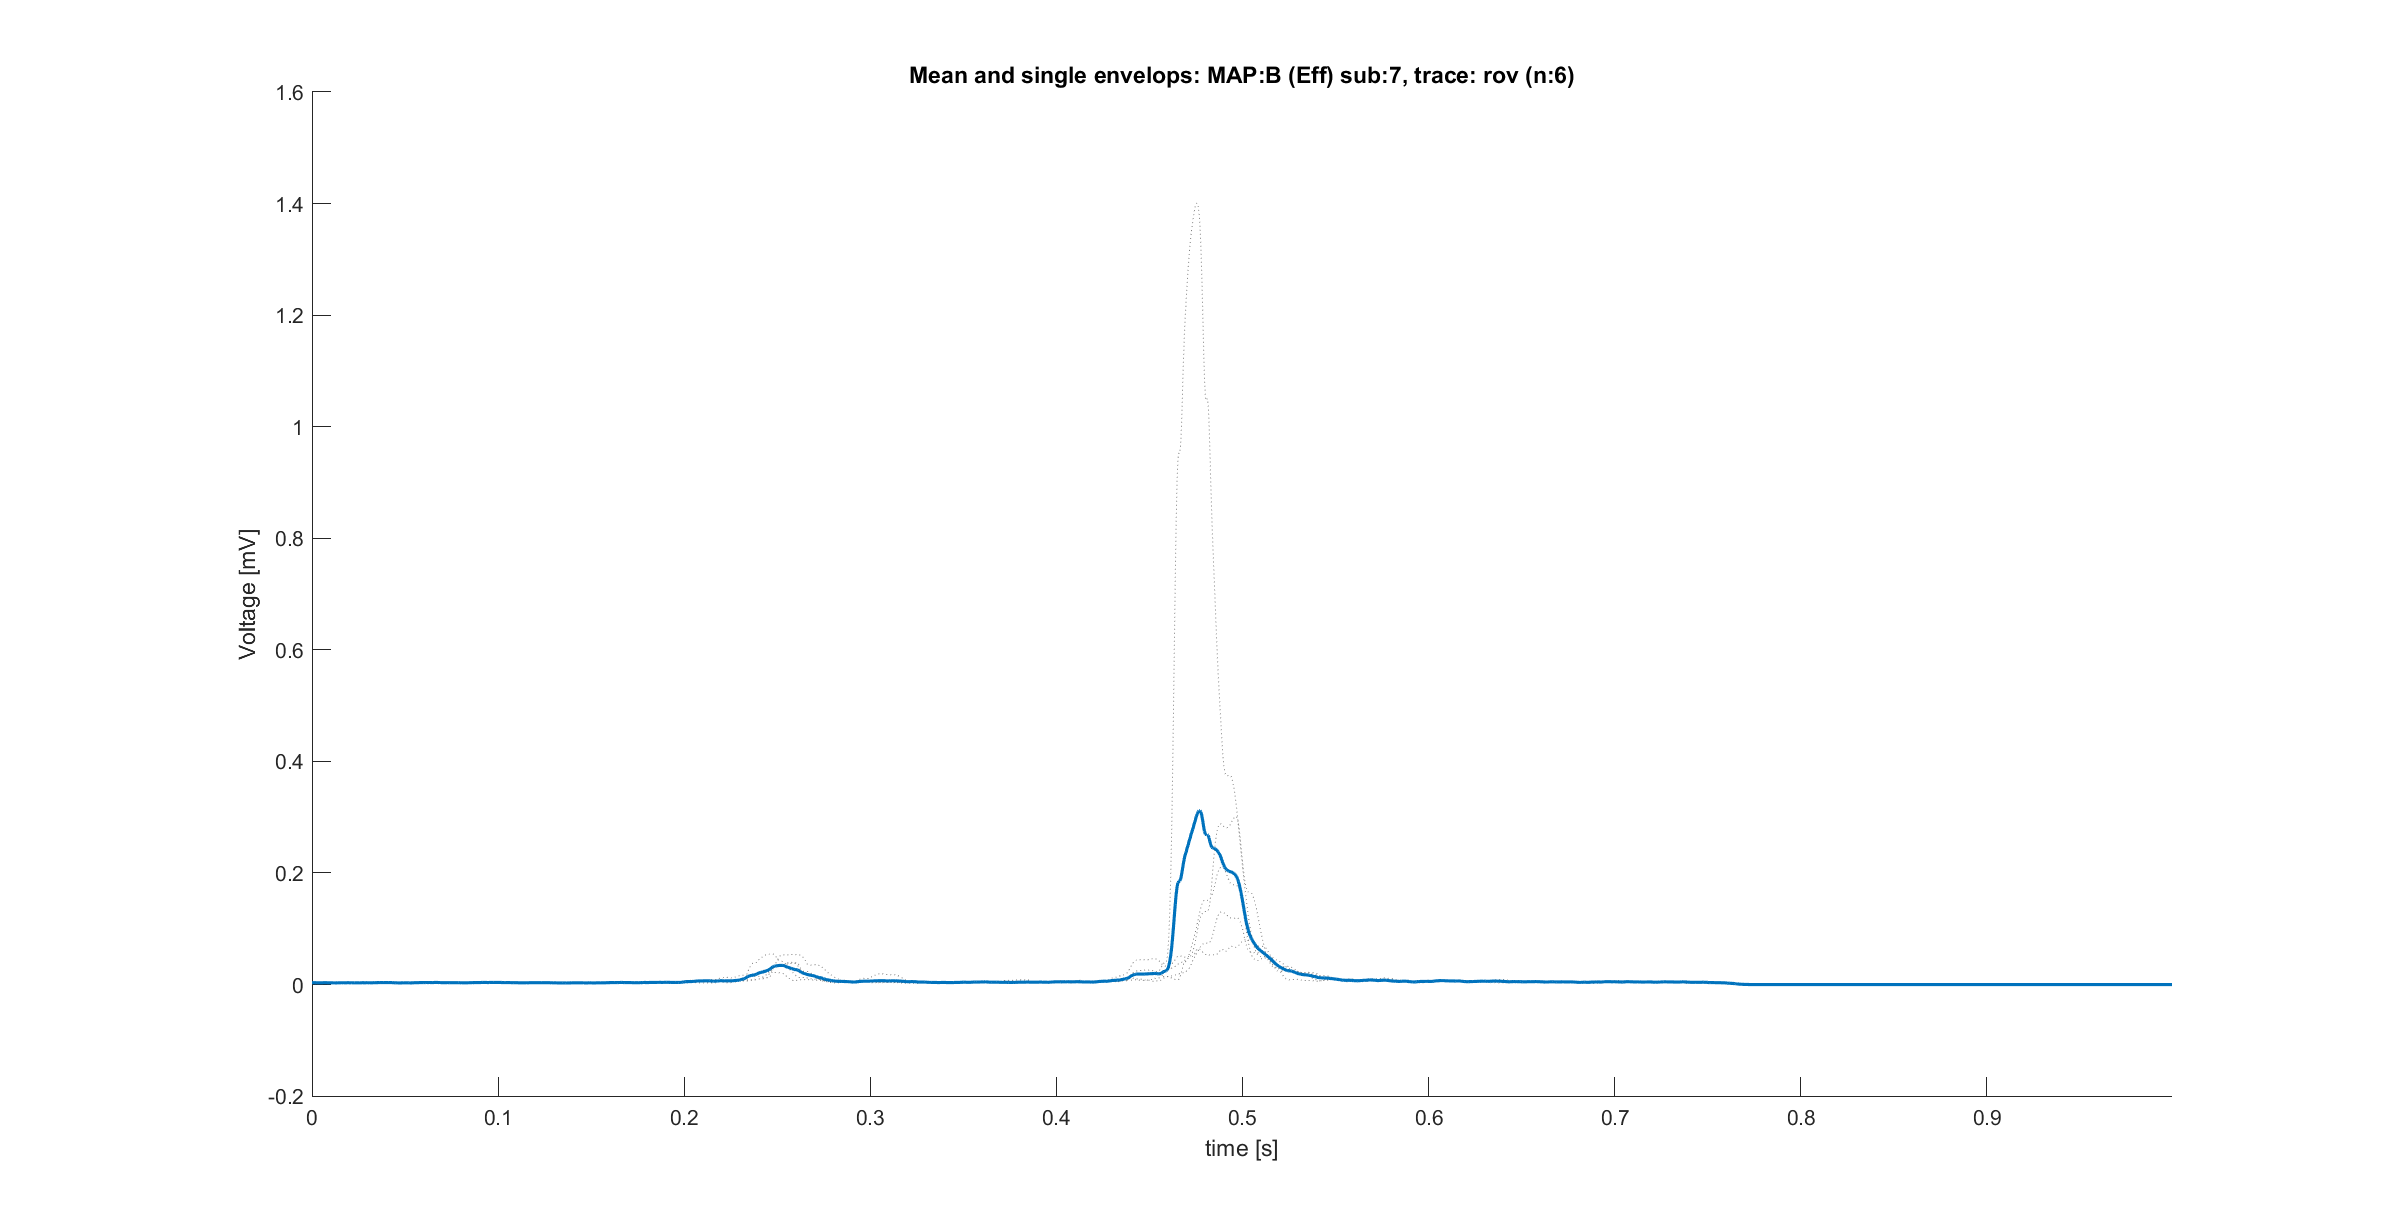 Mean and single envelops: MAP:B (Eff) sub:7, trace: rov (n:6)
1.6
1.4
1.2
1
0.8
0.6
0.4
0.2
0
-0.2
Voltage [mV]
0 0.1 0.2 0.3 0.4 0.5 0.6 0.7 0.8 0.9
time [s]